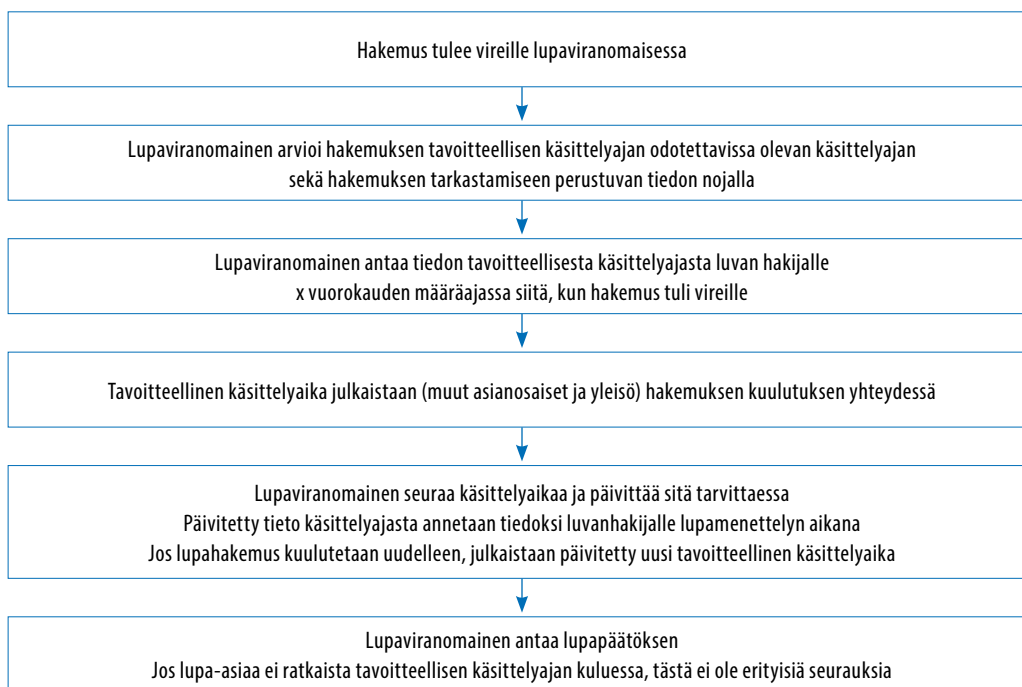 Hakemus tulee vireille lupaviranomaisessa
Lupaviranomainen arvioi hakemuksen tavoitteellisen käsittelyajan odotettavissa olevan käsittelyajan
sekä hakemuksen tarkastamiseen perustuvan tiedon nojalla
Lupaviranomainen antaa tiedon tavoitteellisesta käsittelyajasta luvan hakijalle
x vuorokauden määräajassa siitä, kun hakemus tuli vireille
Tavoitteellinen käsittelyaika julkaistaan (muut asianosaiset ja yleisö) hakemuksen kuulutuksen yhteydessä
Lupaviranomainen seuraa käsittelyaikaa ja päivittää sitä tarvittaessa
Päivitetty tieto käsittelyajasta annetaan tiedoksi luvanhakijalle lupamenettelyn aikana
Jos lupahakemus kuulutetaan uudelleen, julkaistaan päivitetty uusi tavoitteellinen käsittelyaika
Lupaviranomainen antaa lupapäätöksen
Jos lupa-asiaa ei ratkaista tavoitteellisen käsittelyajan kuluessa, tästä ei ole erityisiä seurauksia